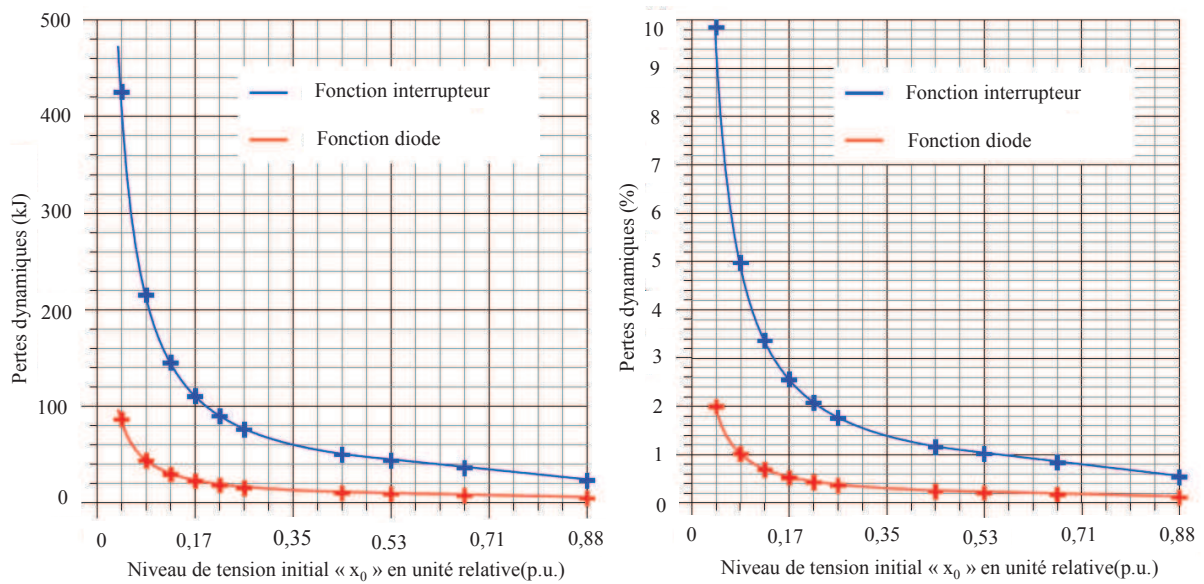 500
400
300
200
100
0
Pertes dynamiques (kJ)
Fonction interrupteur
Fonction diode
0 0,17 0,35 0,53 0,71 0,88
Niveau de tension initial « x0 » en unité relative(p.u.)
10
9
8
7
6
5
4
3
2
1
0
Pertes dynamiques (%)
Fonction interrupteur
Fonction diode
0 0,17 0,35 0,53 0,71 0,88
Niveau de tension initial « x0 » en unité relative(p.u.)